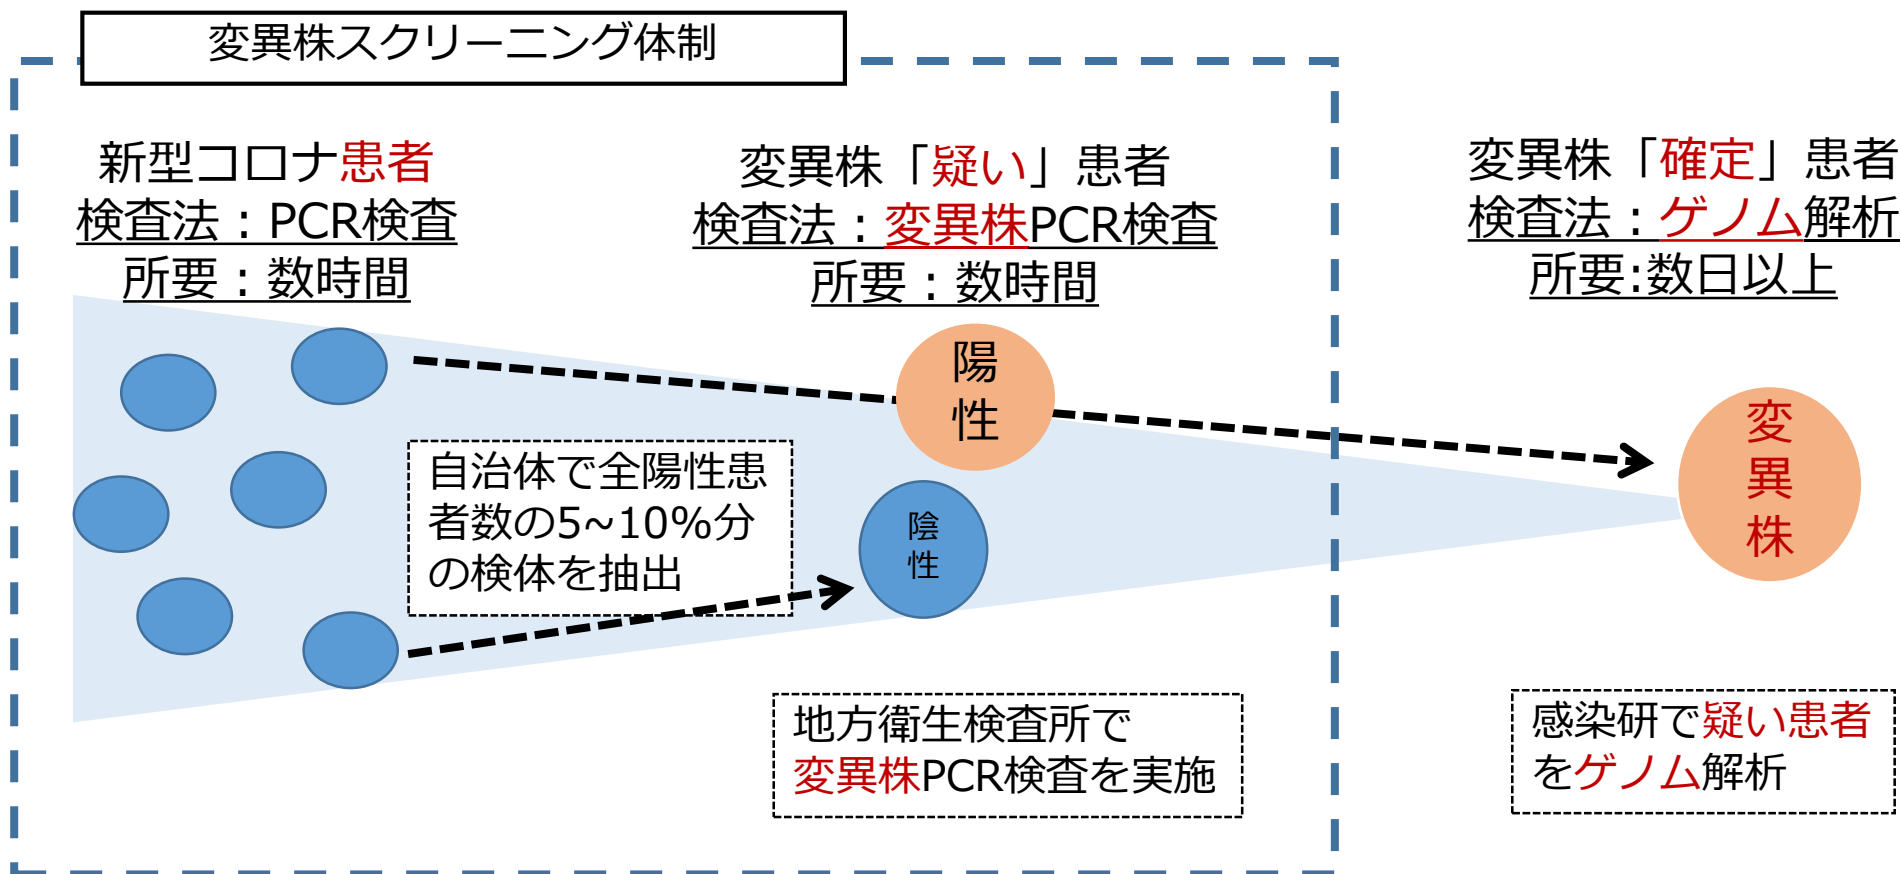 変異株スクリーニング体制
新型コロナ患者
検査法：PCR検査
所要：数時間
変異株「疑い」患者
検査法：変異株PCR検査
所要：数時間
変異株「確定」患者
検査法：ゲノム解析
所要:数日以上
陽
性
自治体で全陽性患
者数の5~10%分
の検体を抽出
陰
性
変
異
株
地方衛生検査所で
変異株PCR検査を実施
感染研で疑い患者
をゲノム解析